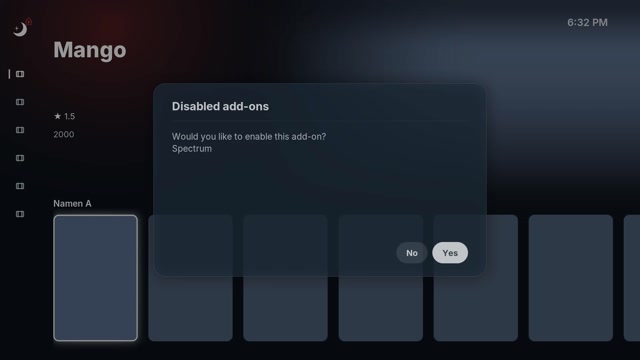 6:32 PM
Mango
★ 1.5
2000
Disabled add-ons
Would you like to enable this add-on?
Spectrum
No
Yes
Namen A